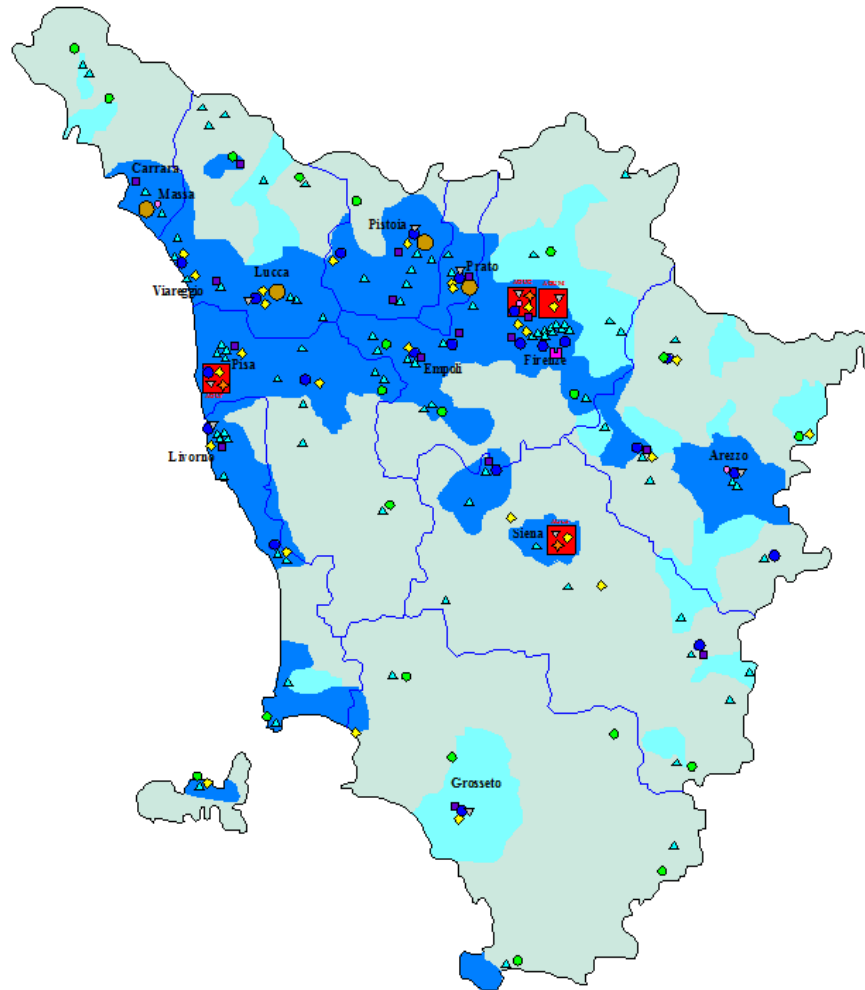 Carrara
Massa
Pistoia
Prato
Lucca
Viareggio
Firenze
Pisa
Empoli
Livorno
Arezzo
Siena
Grosseto